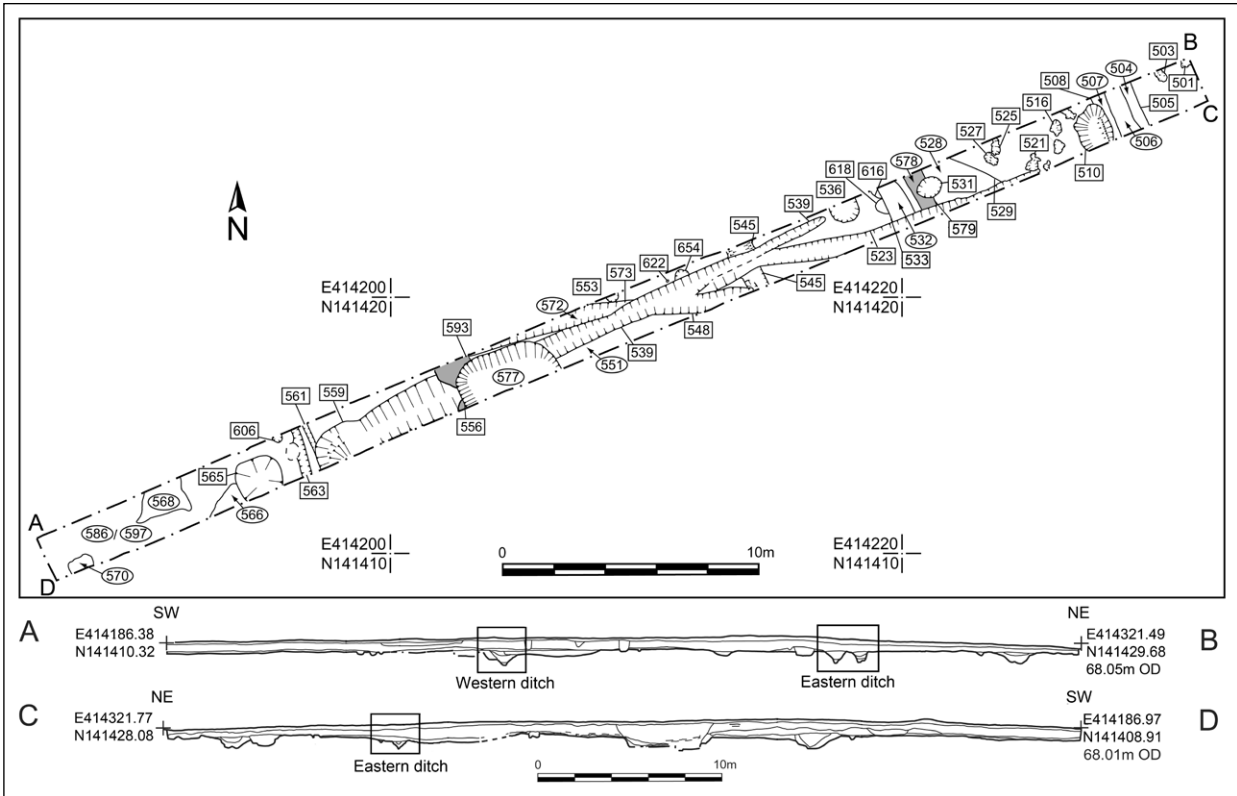 B
503
504
507
508
501
505
C
516
525
506
527
521
528
510
578
616
618
531
536
529
539
579
532
545
654
523
533
622
N
573
545
E414200
N141420
E414220
N141420
553
572
548
593
539
551
577
559
561
556
606
565
563
568
566
A
586 / 597
E414200
N141410
0
10m
E414220
N141410
D
570
SW
NE
A
E414186.38
N141410.32
E414321.49
N141429.68
68.05m OD
B
Western ditch
Eastern ditch
NE
SW
C
E414321.77
N141428.08
E414186.97
N141408.91
68.01m OD
D
Eastern ditch
0
10m